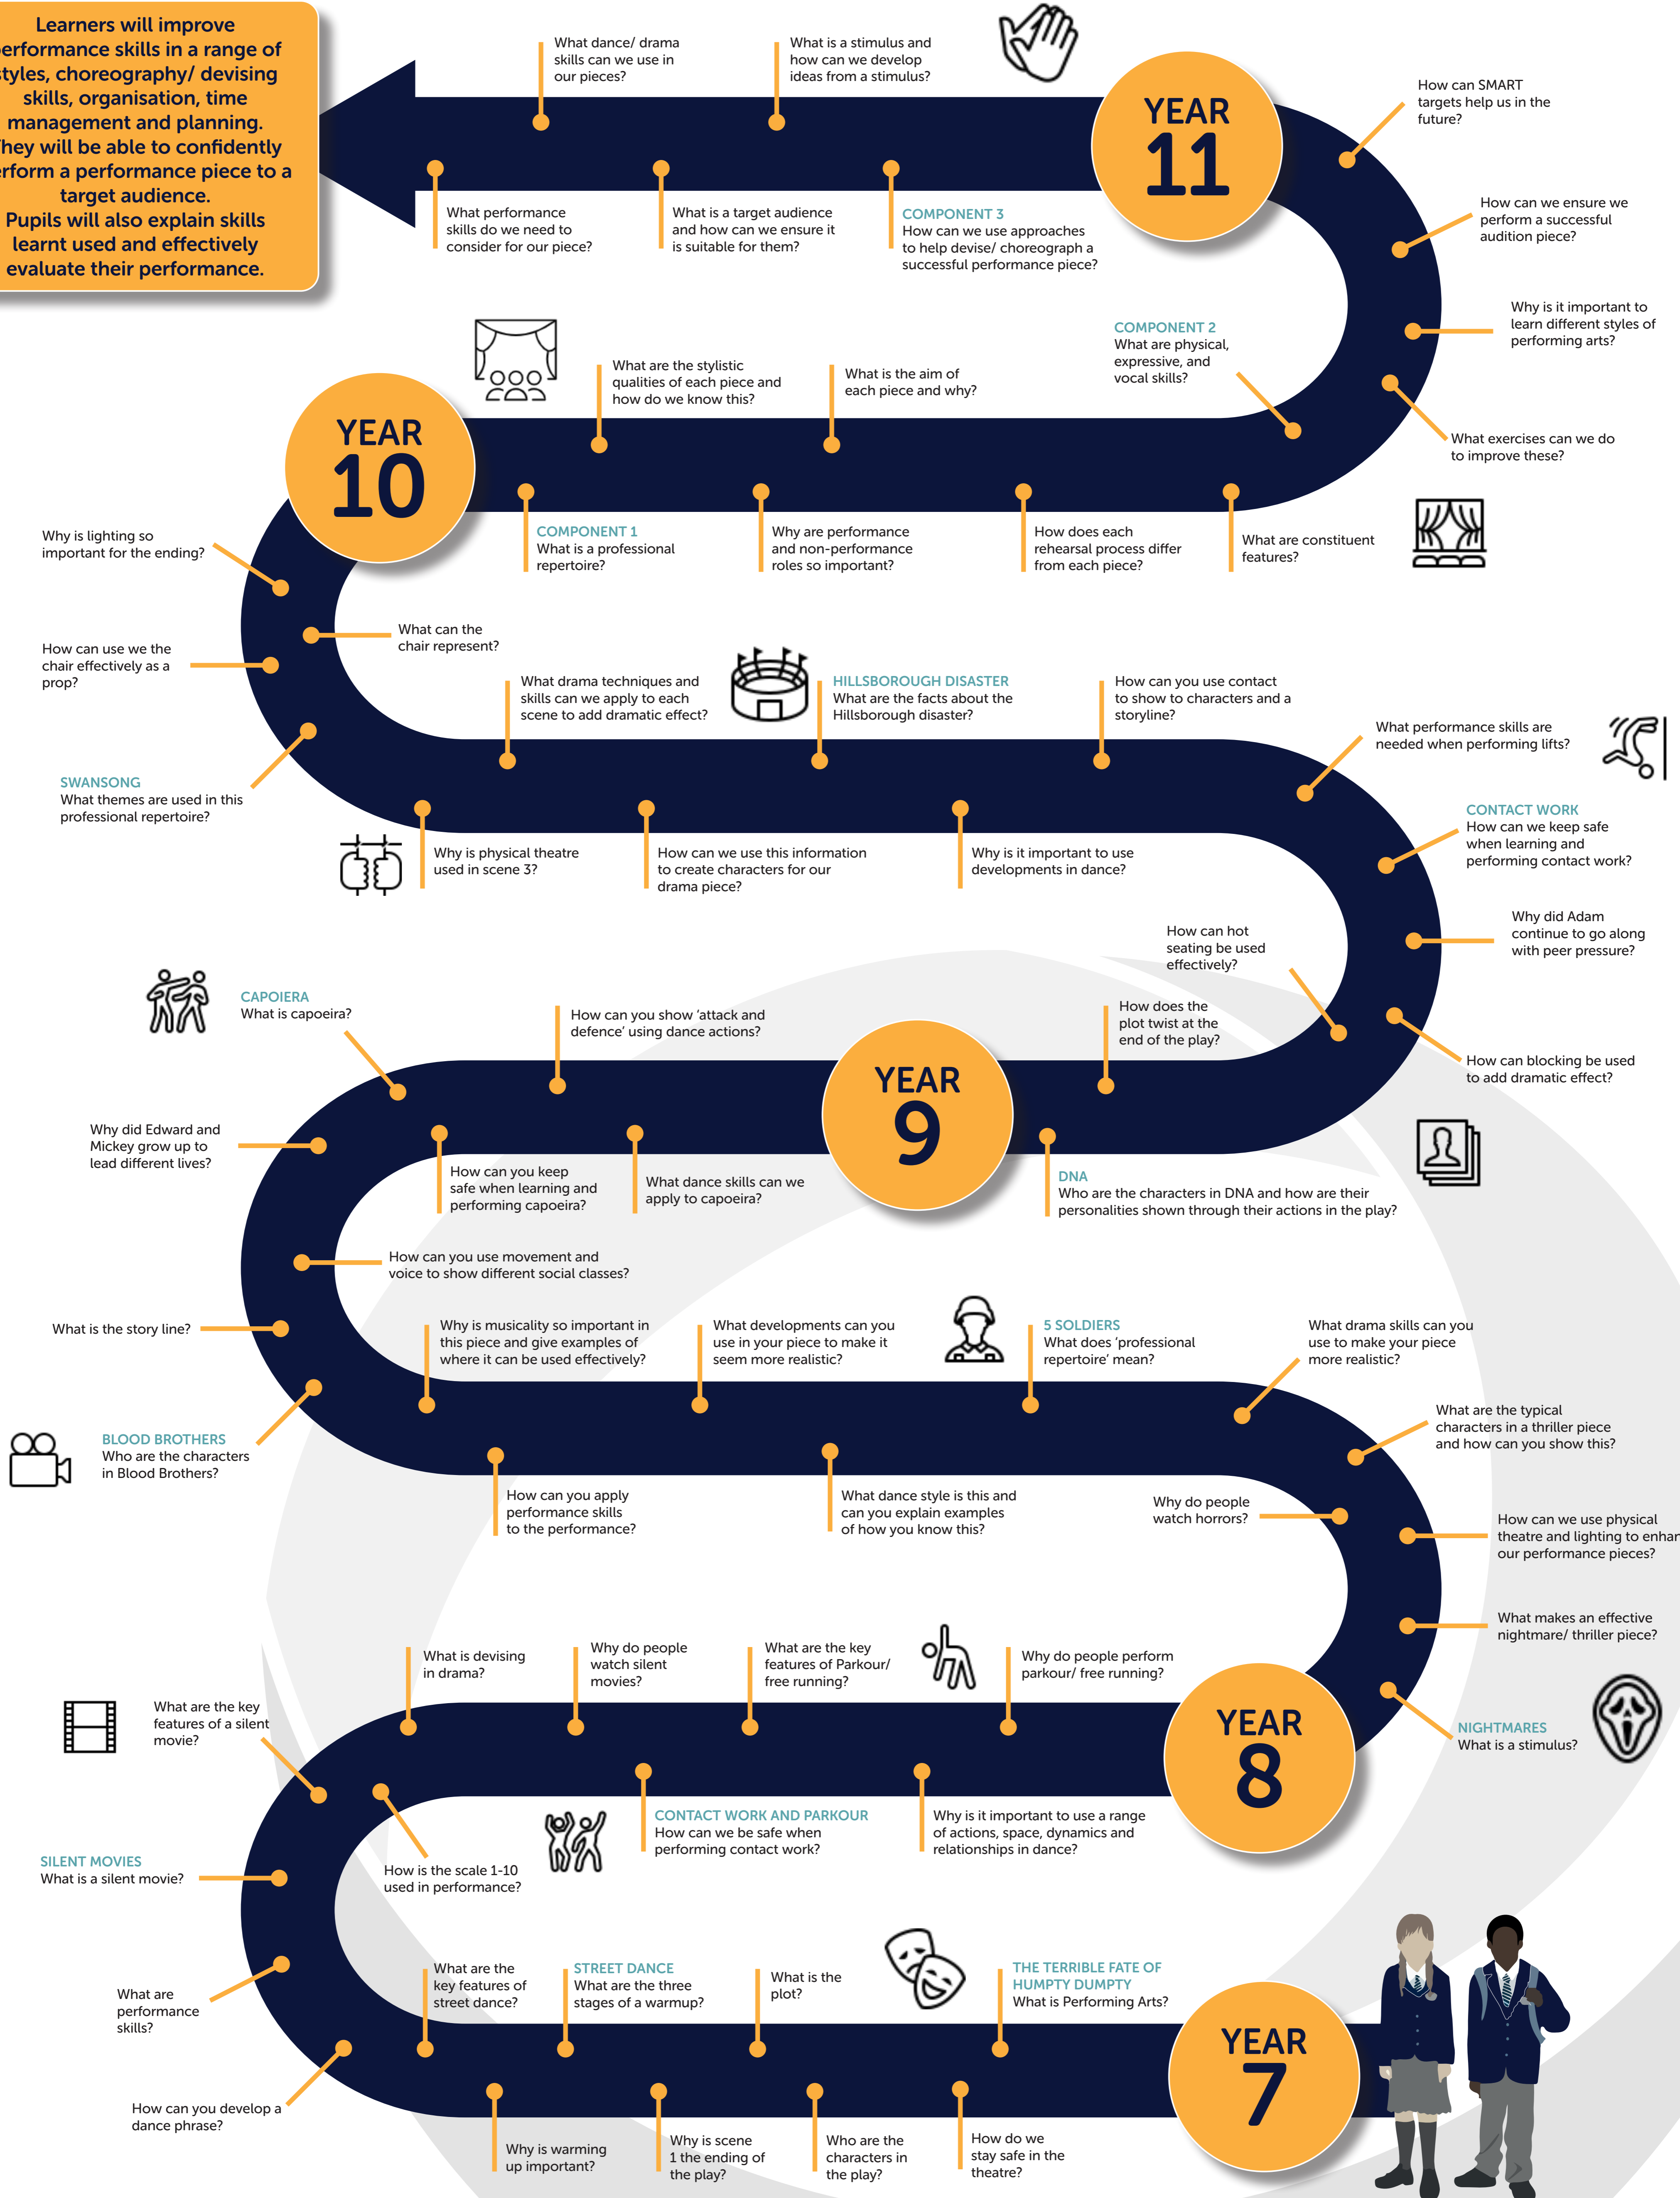 Learners will improve
erformance skills in a range of
tyles, choreography/ devising
skills, organisation, time
management and planning.
hey will be able to confidently
erform a performance piece to a
target audience.
Pupils will also explain skills
learnt used and effectively
evaluate their performance.
What dance/ drama
skills can we use in
our pieces?
What is a stimulus and
how can we develop
ideas from a stimulus?
YEAR
11
How can SMART
targets help us in the
future?
What performance
skills do we need to
consider for our piece?
What is a target audience
and how can we ensure it
is suitable for them?
COMPONENT 3
How can we use approaches
to help devise/ choreograph a
successful performance piece?
How can we ensure we
perform a successful
audition piece?
Why is it important to
learn different styles of
performing arts?
COMPONENT 2
What are physical,
expressive, and
vocal skills?
What exercises can we do
to improve these?
What are the stylistic
qualities of each piece and
how do we know this?
What is the aim of
each piece and why?
YEAR
10
COMPONENT 1
What is a professional
repertoire?
Why are performance
and non-performance
roles so important?
How does each
rehearsal process differ
from each piece?
What are constituent
features?
Why is lighting so
important for the ending?
What can the
chair represent?
How can use we the
chair effectively as a
prop?
SWANSONG
What themes are used in this
professional repertoire?
What drama techniques and
skills can we apply to each
scene to add dramatic effect?
HILLSBOROUGH DISASTER
What are the facts about the
Hillsborough disaster?
How can you use contact
to show to characters and a
storyline?
What performance skills are
needed when performing lifts?
Why is physical theatre
used in scene 3?
How can we use this information
to create characters for our
drama piece?
Why is it important to use
developments in dance?
CONTACT WORK
How can we keep safe
when learning and
performing contact work?
Why did Adam
continue to go along
with peer pressure?
How can hot
seating be used
effectively?
How can blocking be used
to add dramatic effect?
CAPOIERA
What is capoeira?
How can you show 'attack and
defence' using dance actions?
YEAR
9
How does the
plot twist at the
end of the play?
DNA
Who are the characters in DNA and how are their
personalities shown through their actions in the play?
Why did Edward and
Mickey grow up to
lead different lives?
How can you keep
safe when learning and
performing capoeira?
What dance skills can we
apply to capoeira?
How can you use movement and
voice to show different social classes?
What is the story line?
BLOOD BROTHERS
Who are the characters
in Blood Brothers?
Why is musicality so important in
this piece and give examples of
where it can be used effectively?
What developments can you
use in your piece to make it
seem more realistic?
5 SOLDIERS
What does 'professional
repertoire' mean?
What drama skills can you
use to make your piece
more realistic?
What are the typical
characters in a thriller piece
and how can you show this?
How can you apply
performance skills
to the performance?
What dance style is this and
can you explain examples
of how you know this?
Why do people
watch horrors?
How can we use physical
theatre and lighting to enhan
our performance pieces?
What makes an effective
nightmare/ thriller piece?
NIGHTMARES
What is a stimulus?
What is devising
in drama?
Why do people
watch silent
movies?
What are the key
features of Parkour/
free running?
Why do people perform
parkour/ free running?
YEAR
8
What are the key
features of a silent
movie?
CONTACT WORK AND PARKOUR
How can we be safe when
performing contact work?
Why is it important to use a range
of actions, space, dynamics and
relationships in dance?
SILENT MOVIES
What is a silent movie?
How is the scale 1-10
used in performance?
What are
performance
skills?
How can you develop a
dance phrase?
What are the
key features of
street dance?
STREET DANCE
What are the three
stages of a warmup?
What is the
plot?
THE TERRIBLE FATE OF
HUMPTY DUMPTY
What is Performing Arts?
YEAR
7
Why is warming
up important?
Why is scene
1 the ending of
the play?
Who are the
characters in
the play?
How do we
stay safe in the
theatre?